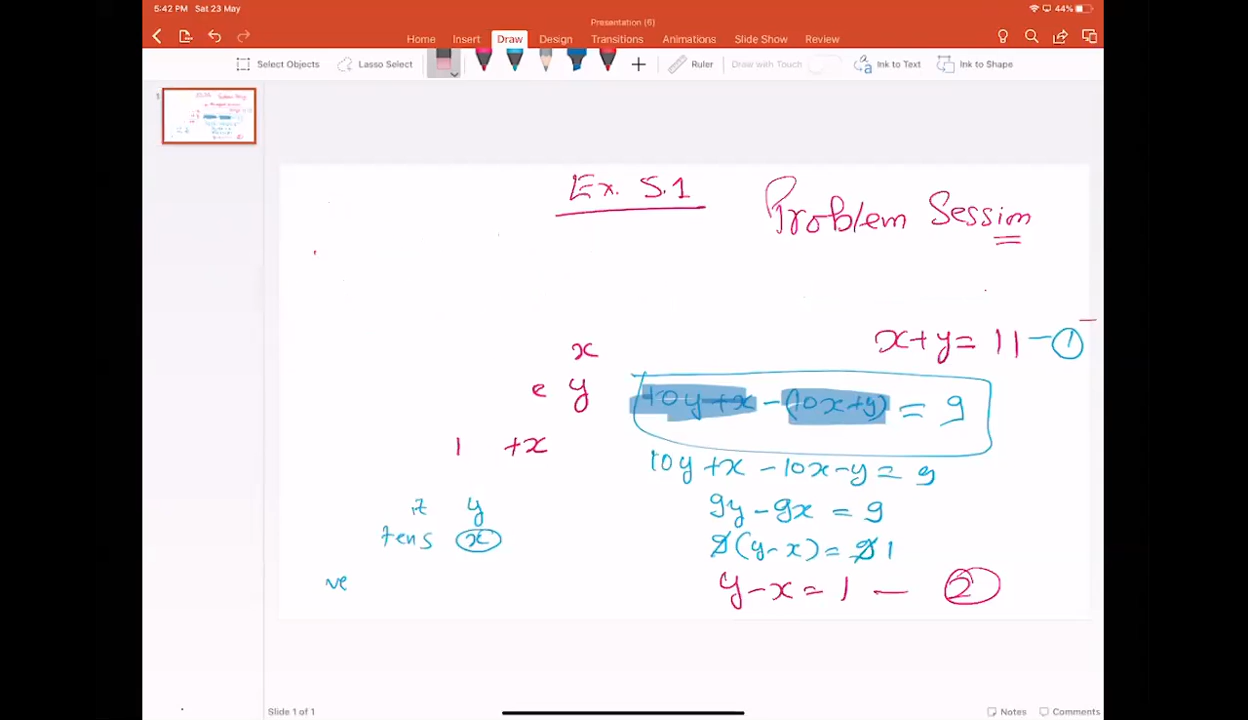 5:42 PM Sat 23 May
44%
Presentation (6)
Home Insert Draw Design Transitions Animations Slide Show Review
Select Objects Lasso Select Ruler Draw with Touch Ink to Text Ink to Shape
1
Ex. 5.1 Problem Session
x
x+y= 11 - 1
e y
10y+x - (10x+y) = 9
1 +x
10y+x-10x-y = 9
y
9y-9x = 9
tens x
9(y-x) = 9 1
ve
y-x=1 — 2
Slide 1 of 1
Notes Comments